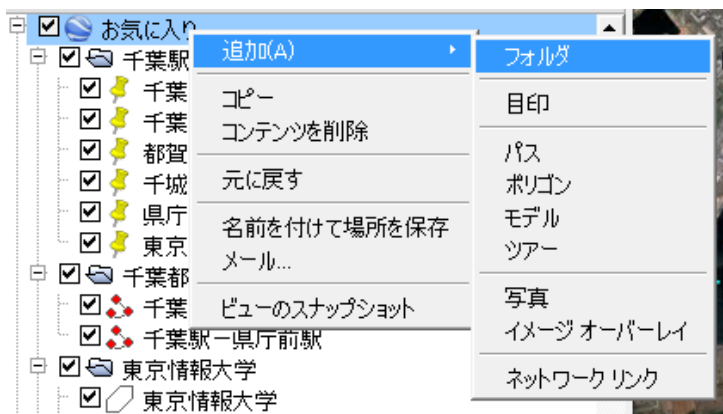 お気に入り
千葉駅
千葉
千葉
都賀
千城
県庁
東京
千葉都
千葉
千葉駅ー県庁前駅
東京情報大学
東京情報大学
追加(A)
コピー
コンテンツを削除
元に戻す
名前を付けて場所を保存
メール...
ビューのスナップショット
フォルダ
目印
パス
ポリゴン
モデル
ツアー
写真
イメージ オーバーレイ
ネットワーク リンク